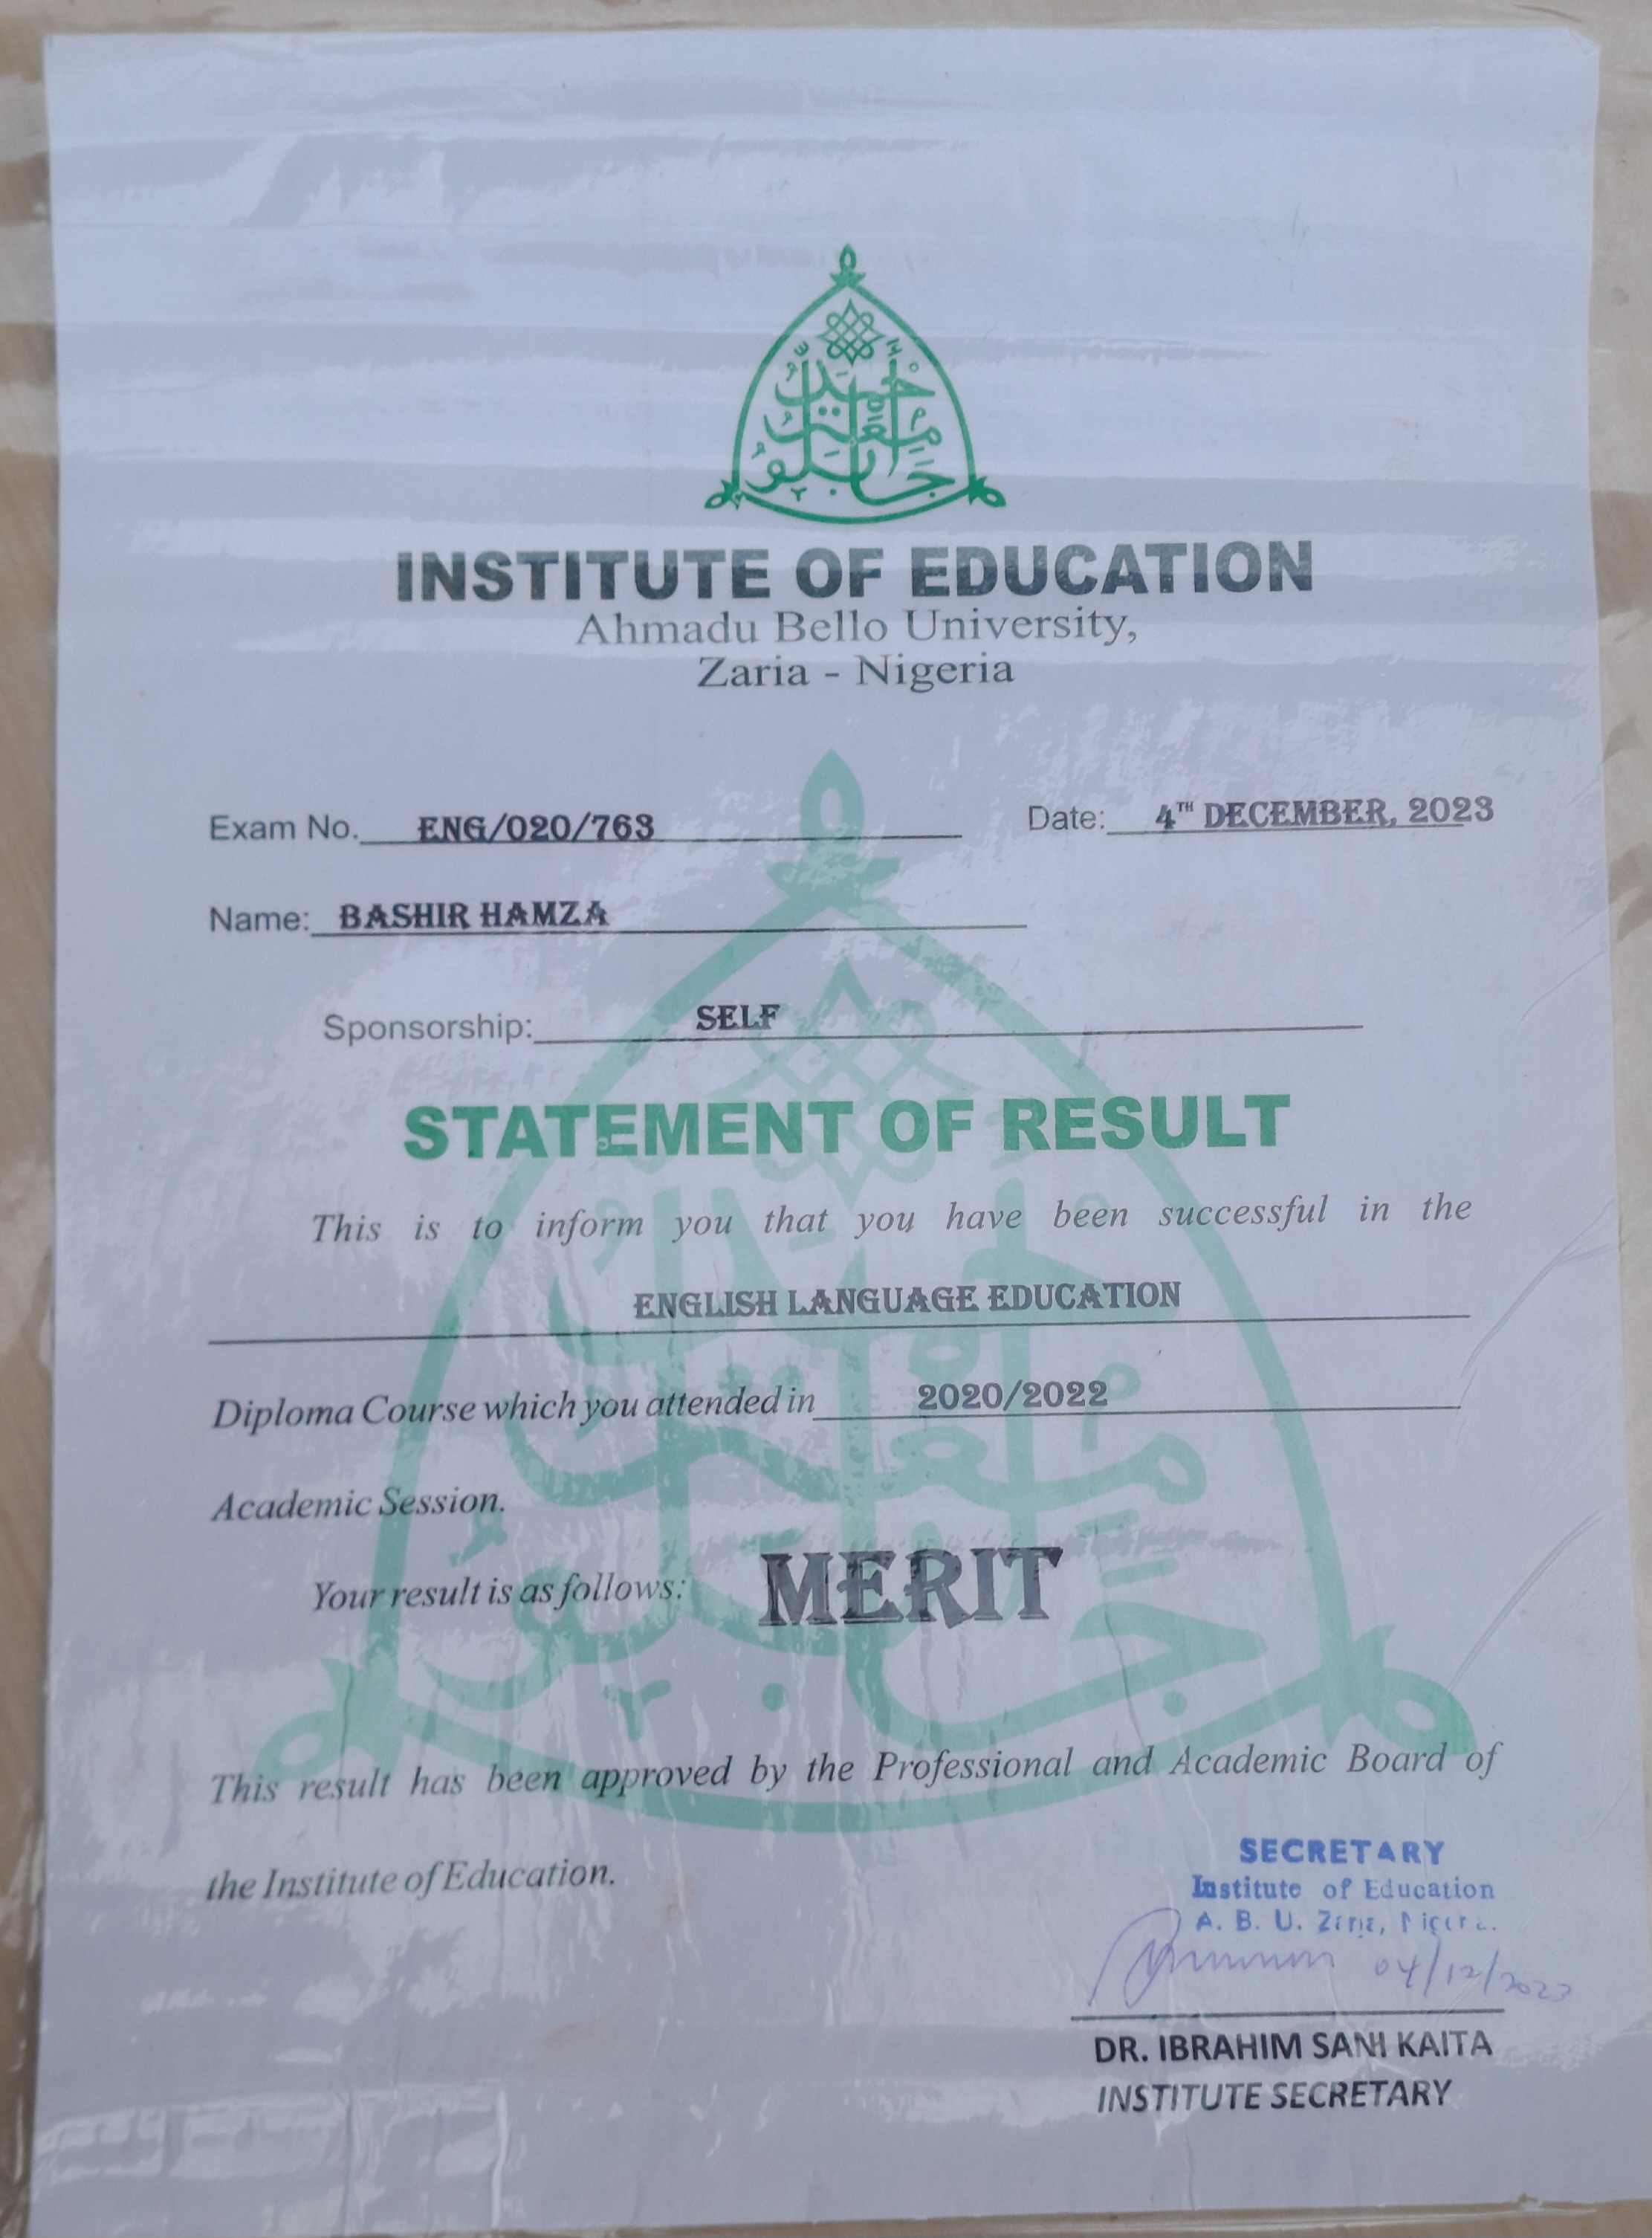 INSTITUTE OF EDUCATION
Ahmadu Bello University,
Zaria - Nigeria
Exam No. ENG/020/763 Date: 4TH DECEMBER, 2023
Name: BASHIR HAMZA
Sponsorship: SELF
STATEMENT OF RESULT
This is to inform you that you have been successful in the
ENGLISH LANGUAGE EDUCATION
Diploma Course which you attended in 2020/2022
Academic Session.
Your result is as follows: MERIT
This result has been approved by the Professional and Academic Board of
the Institute of Education.
SECRETARY
Institute of Education
A. B. U.
04/12/2023
DR. IBRAHIM SANI KAITA
INSTITUTE SECRETARY